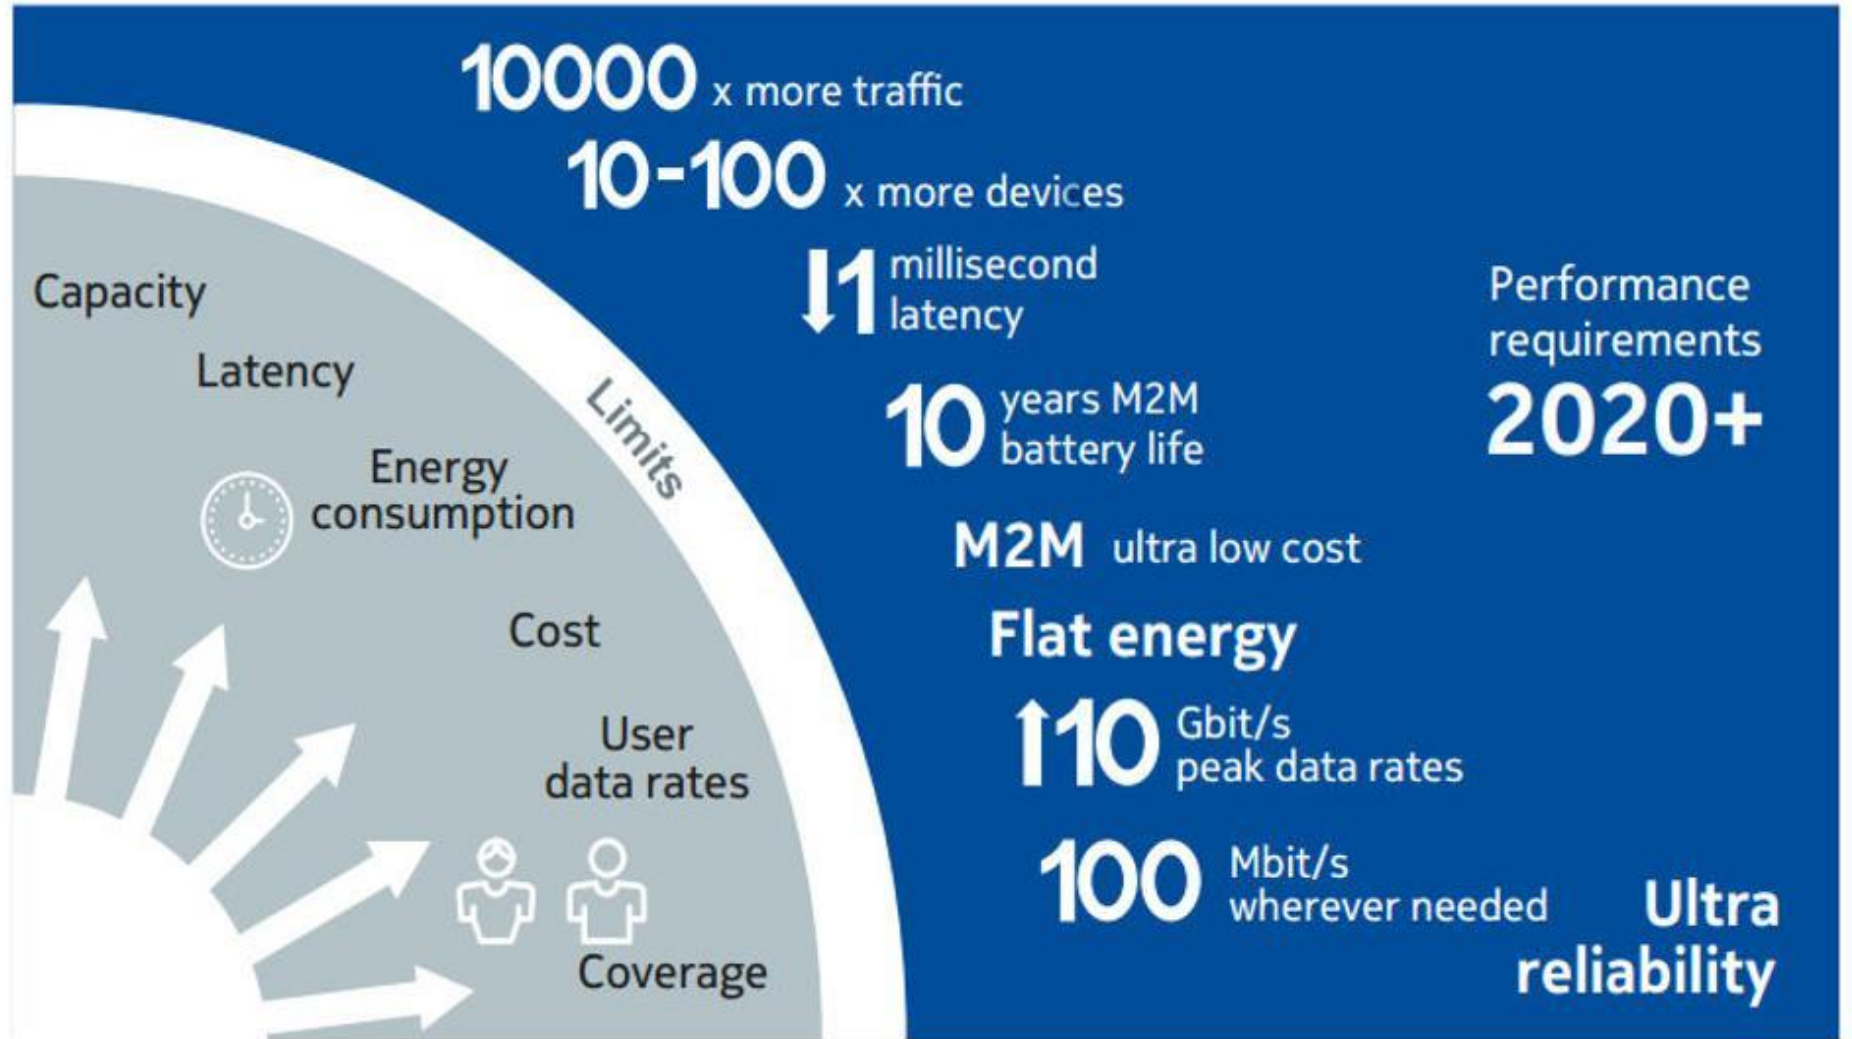 10000 x more traffic
10-100 x more devices
1 millisecond
latency
10 years M2M
battery life
M2M ultra low cost
Flat energy
10 Gbit/s
peak data rates
100 Mbit/s
wherever needed
Ultra
reliability
Performance
requirements
2020+
Limits
Capacity
Latency
Energy
consumption
Cost
User
data rates
Coverage